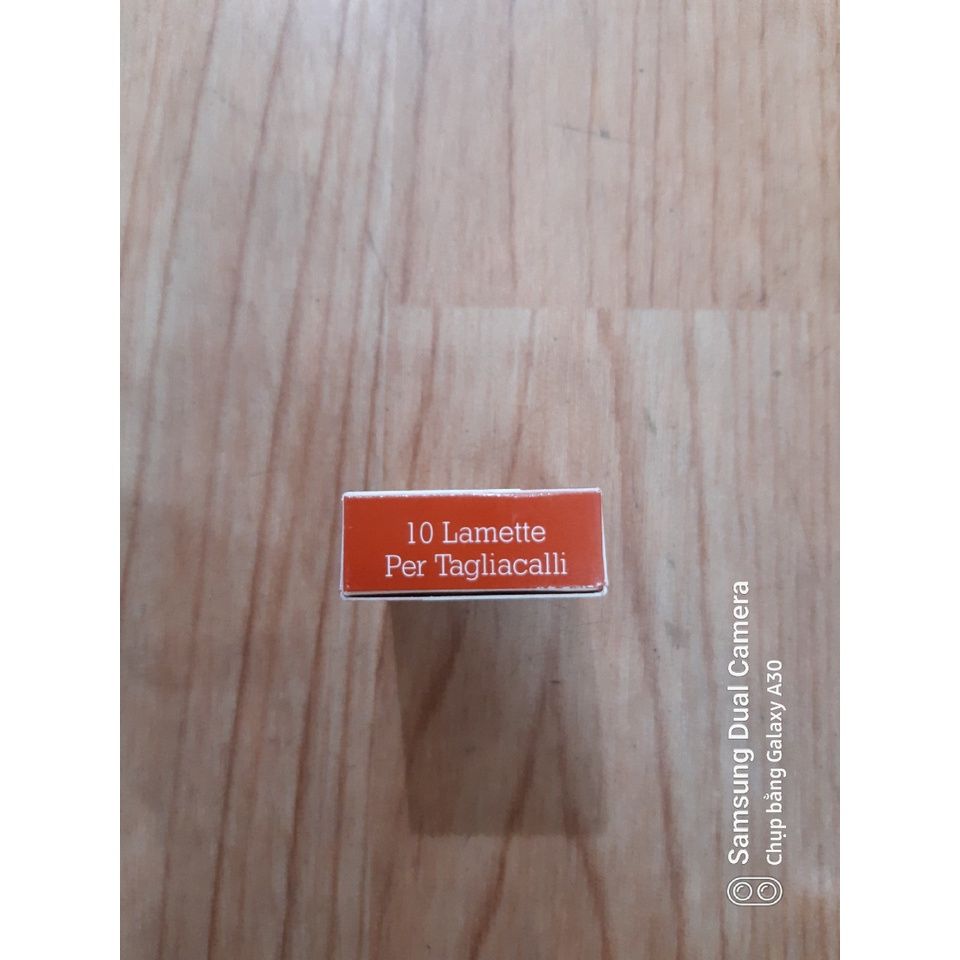 10 Lamette
Per Tagliacalli
Samsung Dual Camera
Chụp bằng Galaxy A30